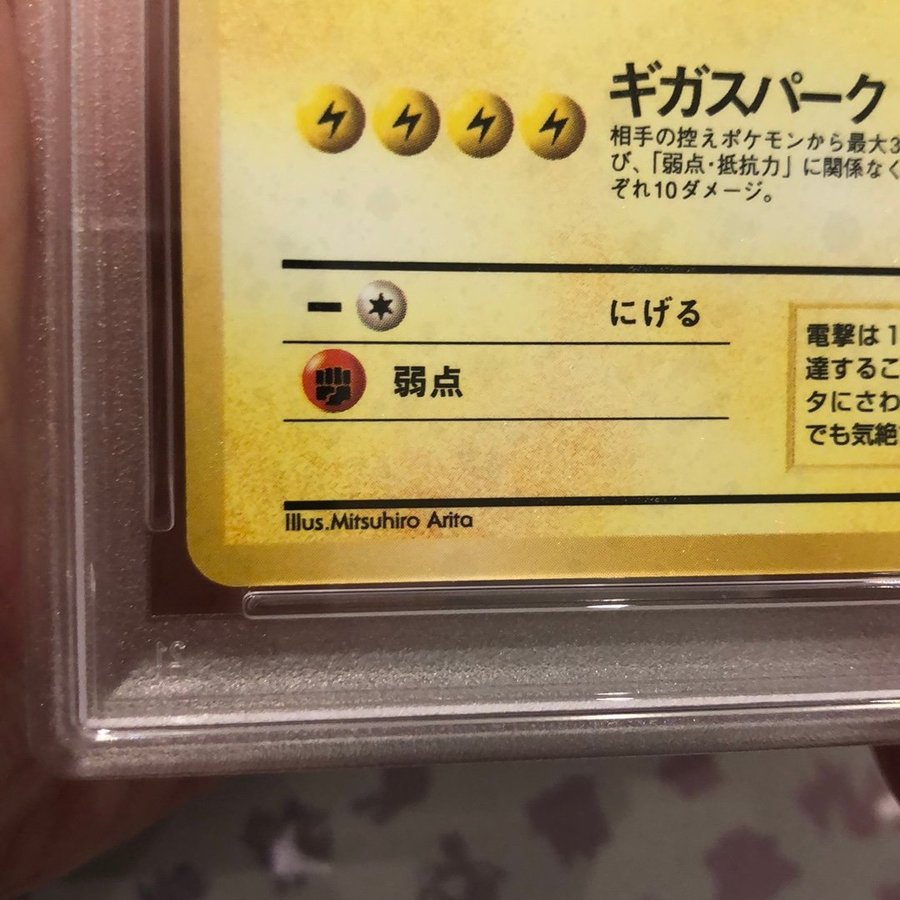 ギガスパーク
相手の控えポケモンから最大3
び、「弱点・抵抗力」に関係なく
ぞれ10ダメージ。
ー にげる
弱点
電撃は1
達するこ
タにさわ
でも気絶
Illus.Mitsuhiro Arita
21